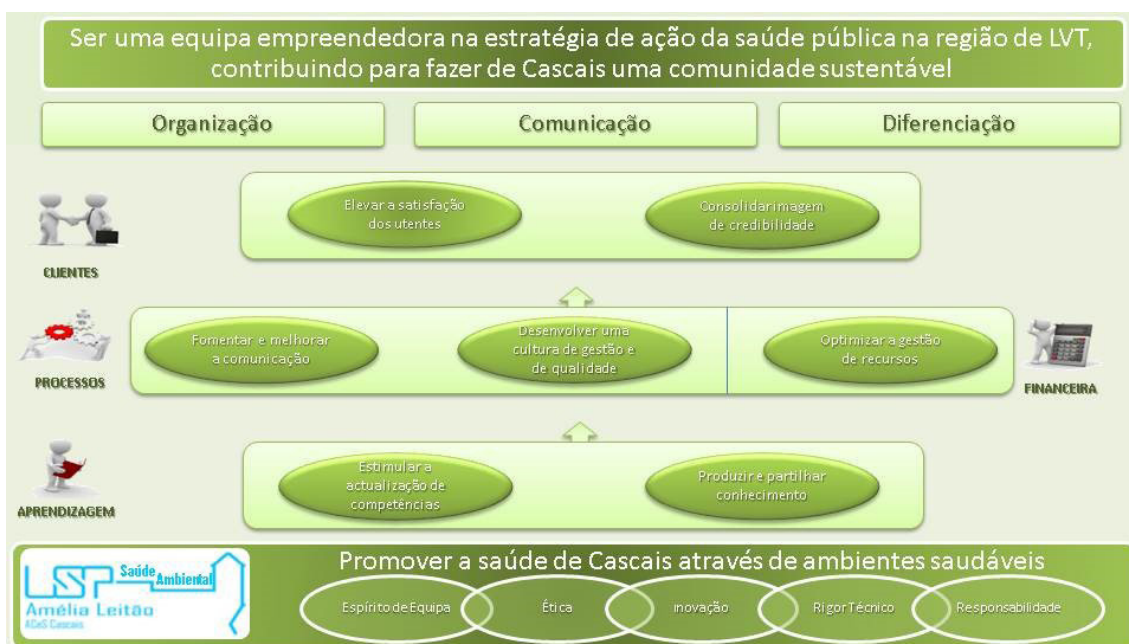 Ser uma equipa empreendedora na estratégia de ação da saúde pública na região de LVT,
contribuindo para fazer de Cascais uma comunidade sustentável
Organização
Comunicação
Diferenciação
Elevar a satisfação
dos utentes
Consolidar imagem
de credibilidade
CLIENTES
Fomentar e melhorar
a comunicação
Desenvolver uma
cultura de gestão e
de qualidade
Optimizar a gestão
de recursos
PROCESSOS
FINANCEIRA
Estimular a
actualização de
competências
Produzir e partilhar
conhecimento
APRENDIZAGEM
LSP Saúde Ambiental
Amélia Leitão
ACeS Cascais
Promover a saúde de Cascais através de ambientes saudáveis
Espírito de Equipa
Ética
Inovação
Rigor Técnico
Responsabilidade